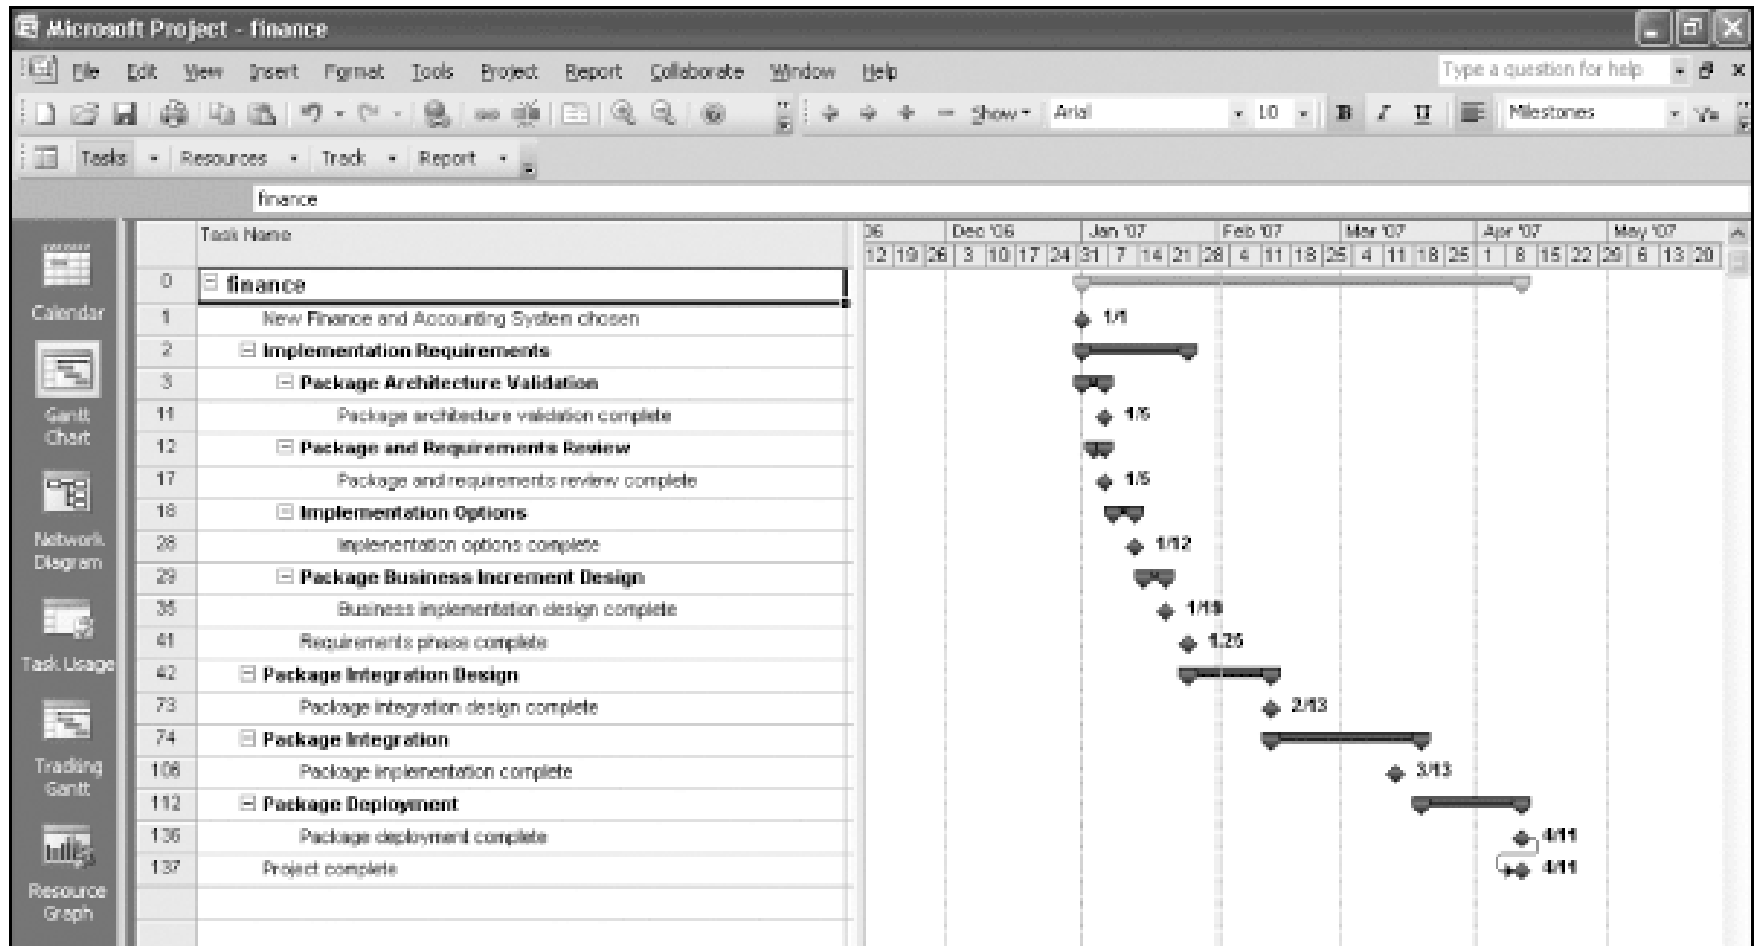 Microsoft Project - finance
File Edit View Insert Format Tools Project Report Collaborate Window Help Type a question for help
Show Arial 10 B I U Milestones
Tasks Resources Track Report
finance
Task Name 06 Dec '06 Jan '07 Feb '07 Mar '07 Apr '07 May '07
12 19 26 3 10 17 24 31 7 14 21 28 4 11 18 25 4 11 18 25 1 8 15 22 29 6 13 20
0 finance
1 New Finance and Accounting System chosen 1/1
2 Implementation Requirements
3 Package Architecture Validation
11 Package architecture validation complete 1/5
12 Package and Requirements Review
17 Package and requirements review complete 1/5
18 Implementation Options
28 Implementation options complete 1/12
29 Package Business Increment Design
35 Business implementation design complete 1/19
41 Requirements phase complete 1.25
42 Package Integration Design
73 Package integration design complete 2/13
74 Package Integration
Package implementation complete 3/13
112 Package Deployment
136 Package deployment complete 4/11
137 Project complete 4/11
Calendar
Gantt
Chart
Network
Diagram
Task Usage
Tracking
Gantt
Resource
Graph